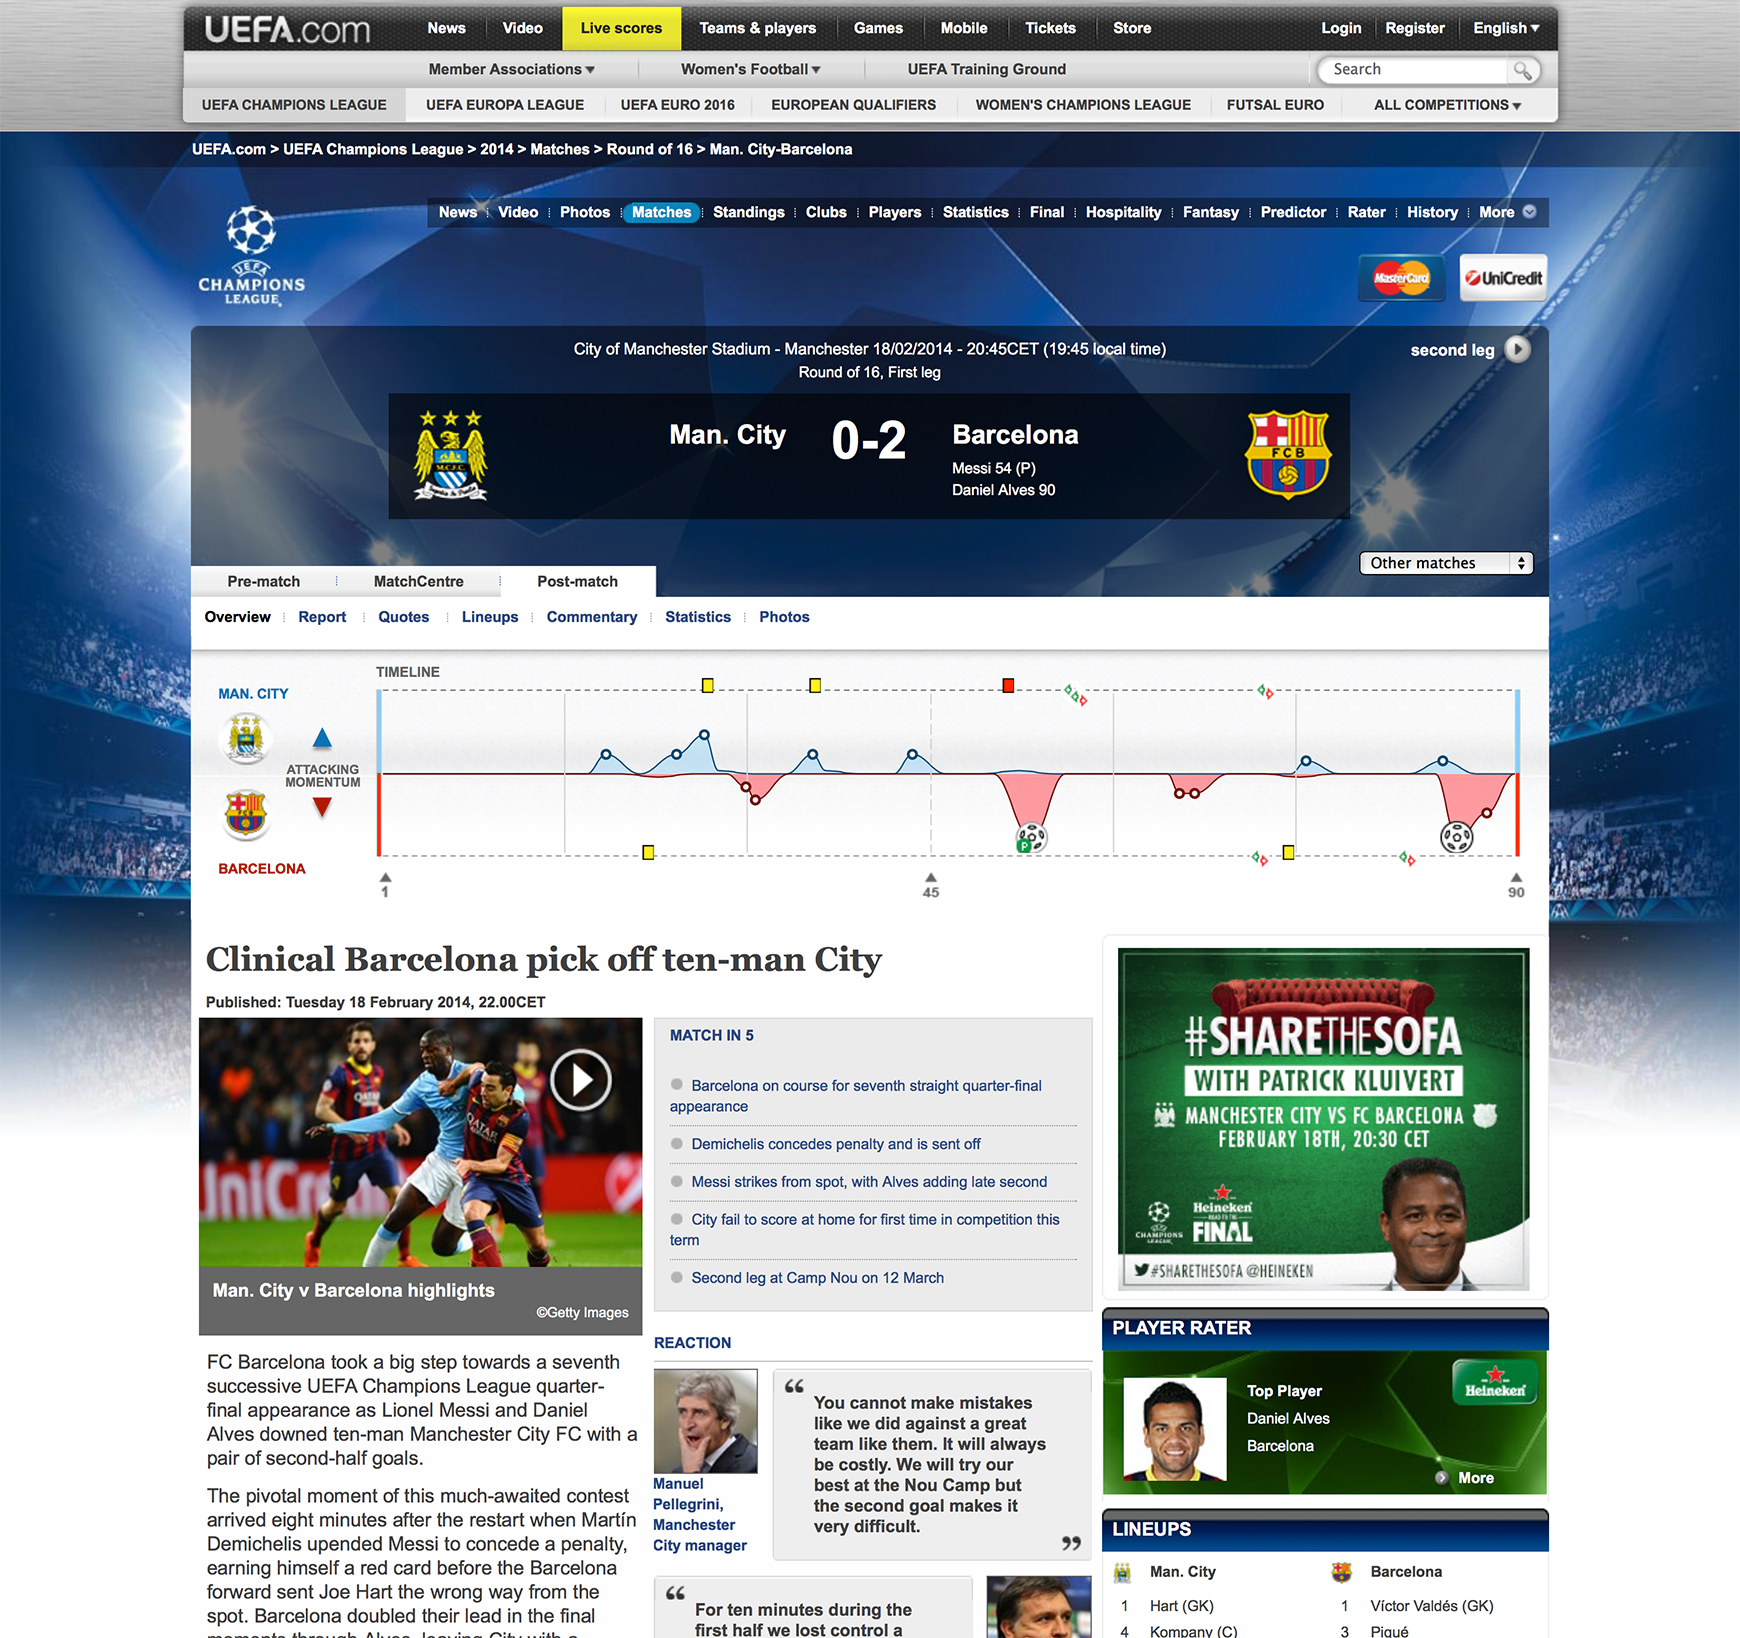 UEFA.com
News Video Live scores Teams & players Games Mobile Tickets Store Login Register English
Member Associations Women's Football UEFA Training Ground Search
UEFA CHAMPIONS LEAGUE UEFA EUROPA LEAGUE UEFA EURO 2016 EUROPEAN QUALIFIERS WOMEN'S CHAMPIONS LEAGUE FUTSAL EURO ALL COMPETITIONS
UEFA.com > UEFA Champions League > 2014 > Matches > Round of 16 > Man. City-Barcelona
News Video Photos Matches Standings Clubs Players Statistics Final Hospitality Fantasy Predictor Rater History More
UEFA
CHAMPIONS
LEAGUE
MasterCard UniCredit
City of Manchester Stadium - Manchester 18/02/2014 - 20:45CET (19:45 local time)
second leg
Round of 16, First leg
M.C.F.C.
Man. City 0-2 Barcelona
FCB
Messi 54 (P)
Daniel Alves 90
Other matches
Pre-match MatchCentre Post-match
Overview Report Quotes Lineups Commentary Statistics Photos
TIMELINE
MAN. CITY
ATTACKING
MOMENTUM
P
BARCELONA
1 45 90
Clinical Barcelona pick off ten-man City
Published: Tuesday 18 February 2014, 22.00CET
QATAR
UniCre
Man. City v Barcelona highlights
©Getty Images
FC Barcelona took a big step towards a seventh
successive UEFA Champions League quarter-
final appearance as Lionel Messi and Daniel
Alves downed ten-man Manchester City FC with a
pair of second-half goals.
The pivotal moment of this much-awaited contest
arrived eight minutes after the restart when Martín
Demichelis upended Messi to concede a penalty,
earning himself a red card before the Barcelona
forward sent Joe Hart the wrong way from the
spot. Barcelona doubled their lead in the final
moments through Alves, leaving City with a
MATCH IN 5
Barcelona on course for seventh straight quarter-final
appearance
Demichelis concedes penalty and is sent off
Messi strikes from spot, with Alves adding late second
City fail to score at home for first time in competition this
term
Second leg at Camp Nou on 12 March
REACTION
Manuel
Pellegrini,
Manchester
City manager
“ You cannot make mistakes
like we did against a great
team like them. It will always
be costly. We will try our
best at the Nou Camp but
the second goal makes it
very difficult. ”
“ For ten minutes during the
first half we lost control a
#SHARETHESOFA
WITH PATRICK KLUIVERT
MANCHESTER CITY VS FC BARCELONA
FEBRUARY 18TH, 20:30 CET
CHAMPIONS
LEAGUE
Heineken
ROAD TO THE
FINAL
#SHARETHESOFA @HEINEKEN
PLAYER RATER
Heineken
Top Player
Daniel Alves
Barcelona
More
LINEUPS
Man. City Barcelona
1 Hart (GK) 1 Víctor Valdés (GK)
4 Kompany (C) 3 Piqué